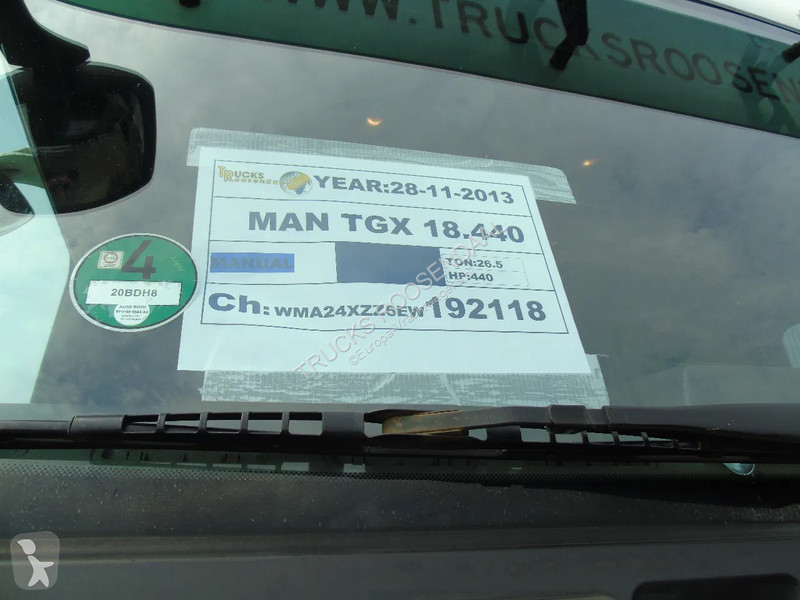 WWW.TRUCKSROOSEN
TRUCKS
Roosendaal
YEAR:28-11-2013
MAN TGX 18.440
MANUAL
TON:26.5
HP:440
Ch: WMA24XZZ6EW192118
4
20BDH8
TRUCKS ROOSENDAAL